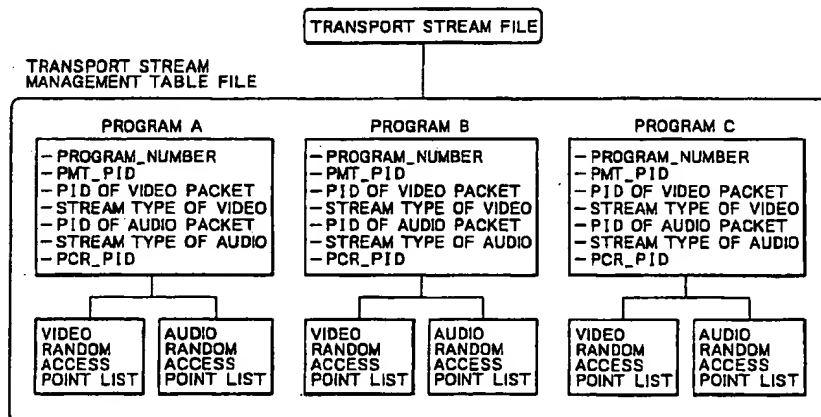 TRANSPORT STREAM FILE
TRANSPORT STREAM
MANAGEMENT TABLE FILE
PROGRAM A
- PROGRAM_NUMBER
- PMT_PID
- PID OF VIDEO PACKET
- STREAM TYPE OF VIDEO
- PID OF AUDIO PACKET
- STREAM TYPE OF AUDIO
- PCR_PID
VIDEO
RANDOM
ACCESS
POINT LIST
AUDIO
RANDOM
ACCESS
POINT LIST
PROGRAM B
- PROGRAM_NUMBER
- PMT_PID
- PID OF VIDEO PACKET
- STREAM TYPE OF VIDEO
- PID OF AUDIO PACKET
- STREAM TYPE OF AUDIO
- PCR_PID
VIDEO
RANDOM
ACCESS
POINT LIST
AUDIO
RANDOM
ACCESS
POINT LIST
PROGRAM C
- PROGRAM_NUMBER
- PMT_PID
- PID OF VIDEO PACKET
- STREAM TYPE OF VIDEO
- PID OF AUDIO PACKET
- STREAM TYPE OF AUDIO
- PCR_PID
VIDEO
RANDOM
ACCESS
POINT LIST
AUDIO
RANDOM
ACCESS
POINT LIST